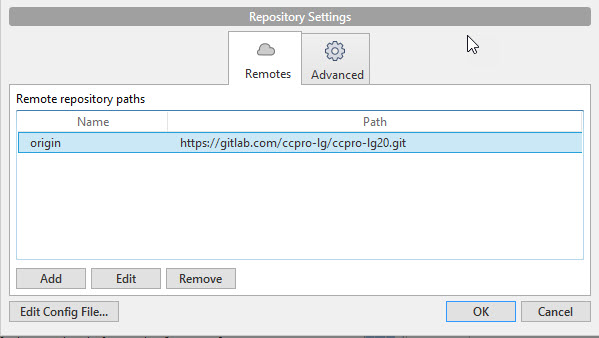 Repository Settings
Remotes
Advanced
Remote repository paths
Name Path
origin https://gitlab.com/ccpro-lg/ccpro-lg20.git
Add Edit Remove
Edit Config File... OK Cancel